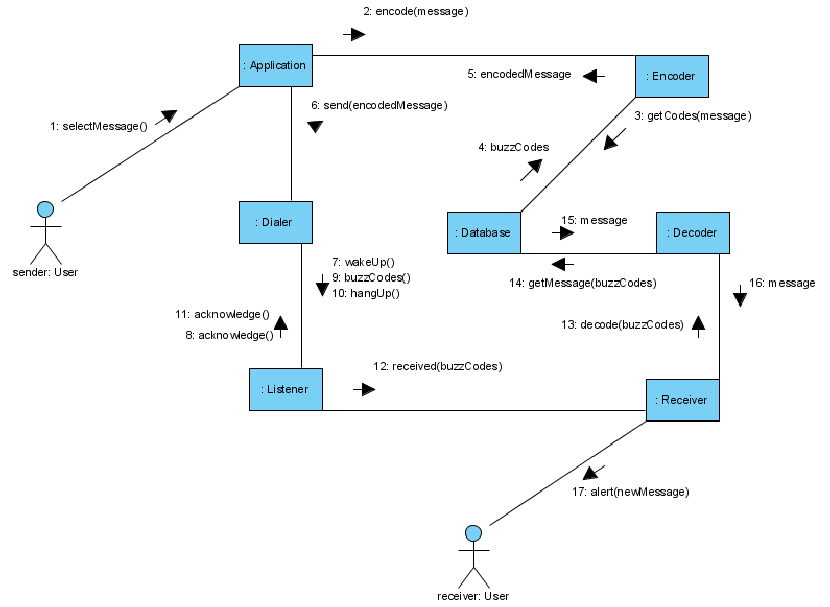 2: encode(message)
: Application
: Encoder
5: encodedMessage
6: send(encodedMessage)
3: getCodes(message)
1: selectMessage()
4: buzzCodes
sender: User
: Dialer
: Database
15: message
: Decoder
7: wakeUp()
9: buzzCodes()
10: hangUp()
14: getMessage(buzzCodes)
16: message
11: acknowledge()
8: acknowledge()
13: decode(buzzCodes)
12: received(buzzCodes)
: Listener
: Receiver
17: alert(newMessage)
receiver: User